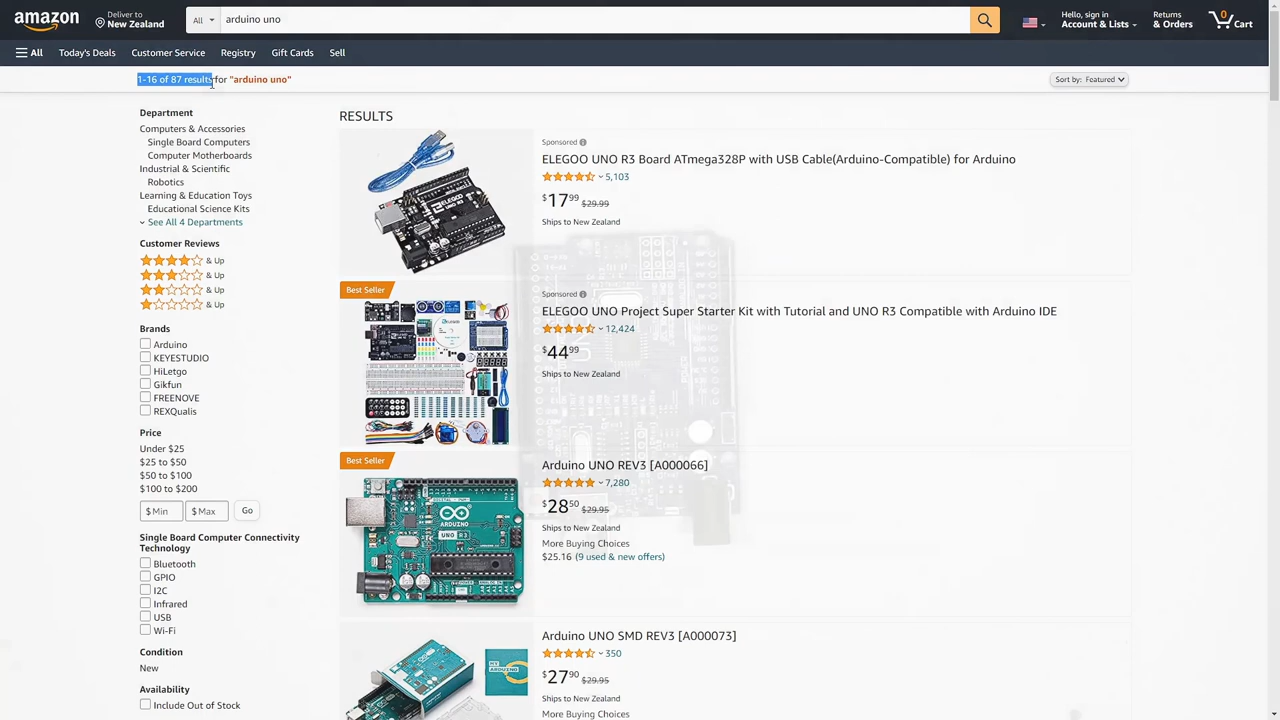 amazon
Deliver to
New Zealand
All
arduino uno
Hello, sign in
Account & Lists
Returns
& Orders
0
Cart
All
Today's Deals
Customer Service
Registry
Gift Cards
Sell
1-16 of 87 results for "arduino uno"
Sort by: Featured
Department
Computers & Accessories
Single Board Computers
Computer Motherboards
Industrial & Scientific
Robotics
Learning & Education Toys
Educational Science Kits
See All 4 Departments
Customer Reviews
& Up
& Up
& Up
& Up
Brands
Arduino
KEYESTUDIO
HiLetgo
Gikfun
FREENOVE
REXQualis
Price
Under $25
$25 to $50
$50 to $100
$100 to $200
$ Min
$ Max
Go
Single Board Computer Connectivity
Technology
Bluetooth
GPIO
I2C
Infrared
USB
Wi-Fi
Condition
New
Availability
Include Out of Stock
RESULTS
Sponsored
ELEGOO UNO R3 Board ATmega328P with USB Cable(Arduino-Compatible) for Arduino
5,103
$17.99 $29.99
Ships to New Zealand
Best Seller
Sponsored
ELEGOO UNO Project Super Starter Kit with Tutorial and UNO R3 Compatible with Arduino IDE
12,424
$44.99
Ships to New Zealand
Best Seller
ARDUINO
UNO
Arduino UNO REV3 [A000066]
7,280
$28.50 $29.95
Ships to New Zealand
More Buying Choices
$25.16 (9 used & new offers)
Arduino UNO SMD REV3 [A000073]
350
$27.90 $29.95
Ships to New Zealand
More Buying Choices